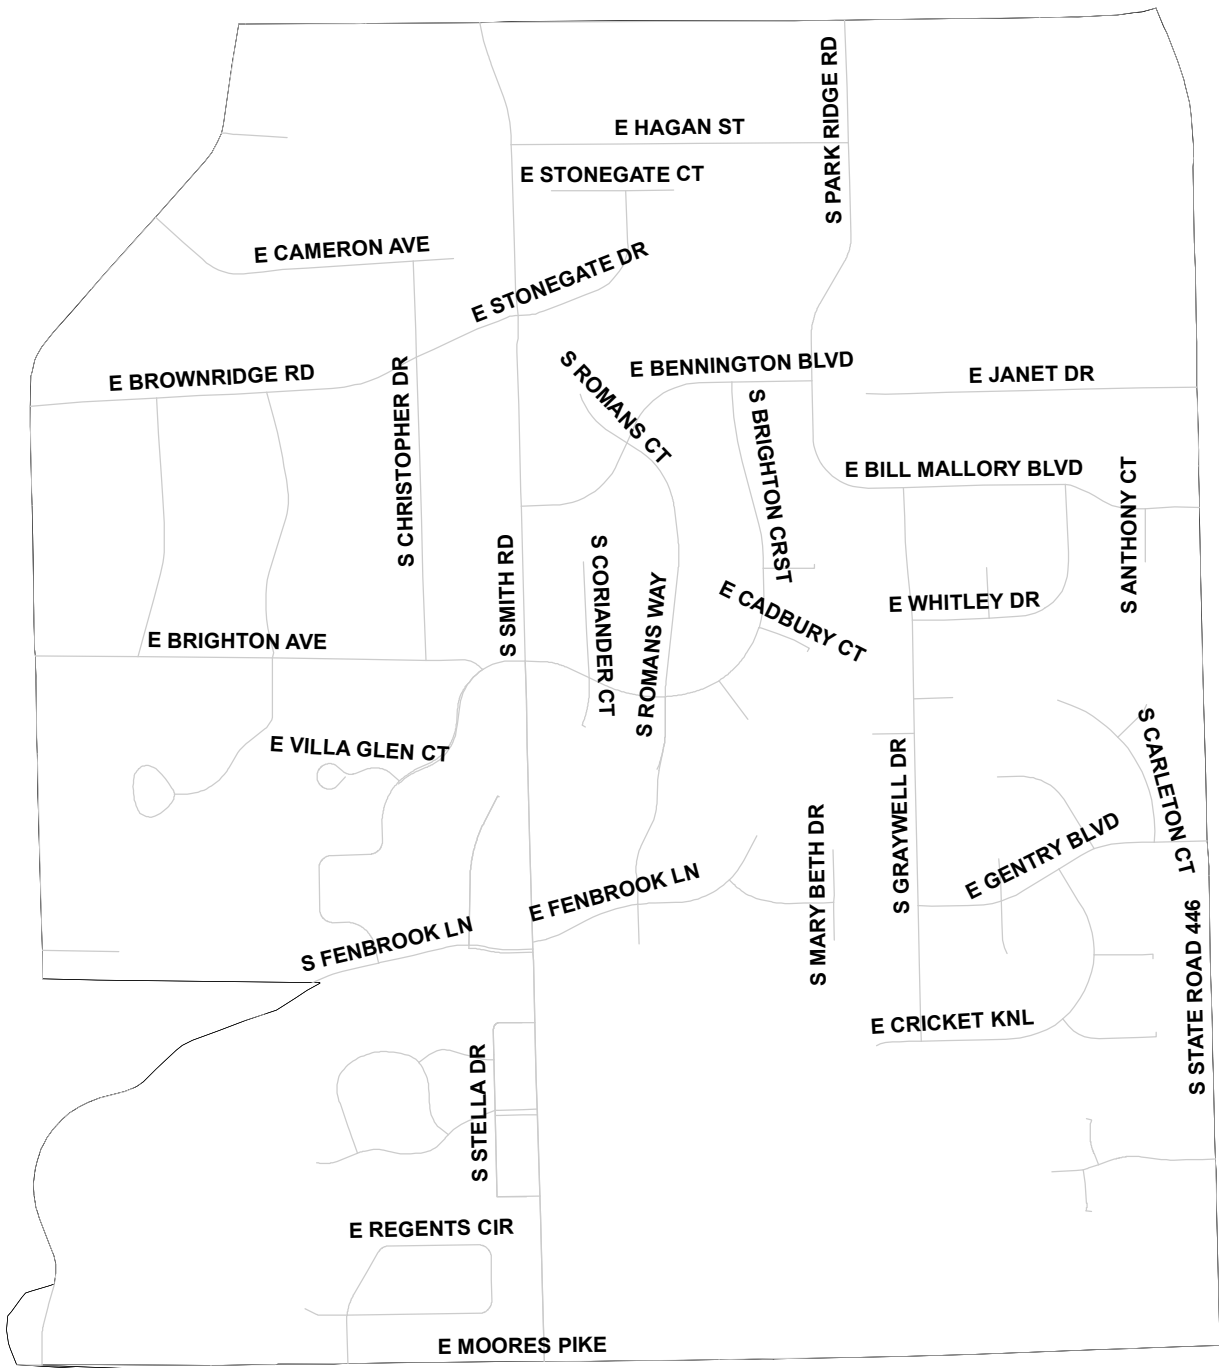 S PARK RIDGE RD
E HAGAN ST
E STONEGATE CT
E CAMERON AVE
E STONEGATE DR
E BROWNRIDGE RD
S CHRISTOPHER DR
S ROMANS CT
E BENNINGTON BLVD
S BRIGHTON CRST
E JANET DR
E BILL MALLORY BLVD
S ANTHONY CT
S SMITH RD
S CORIANDER CT
S ROMANS WAY
E CADBURY CT
E WHITLEY DR
E BRIGHTON AVE
E VILLA GLEN CT
S GRAYWELL DR
S CARLETON CT
S MARY BETH DR
E GENTRY BLVD
E FENBROOK LN
S FENBROOK LN
S STATE ROAD 446
E CRICKET KNL
S STELLA DR
E REGENTS CIR
E MOORES PIKE